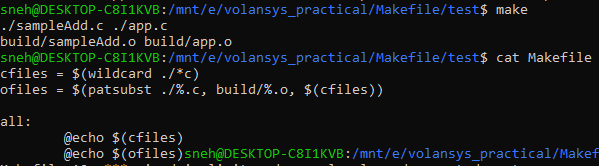 sneh@DESKTOP-C8I1KVB:/mnt/e/volansys_practical/Makefile/test$ make
./sampleAdd.c ./app.c
build/sampleAdd.o build/app.o
sneh@DESKTOP-C8I1KVB:/mnt/e/volansys_practical/Makefile/test$ cat Makefile
cfiles = $(wildcard ./*c)
ofiles = $(patsubst ./%.c, build/%.o, $(cfiles))
all:
@echo $(cfiles)
@echo $(ofiles)sneh@DESKTOP-C8I1KVB:/mnt/e/volansys_practical/Makef